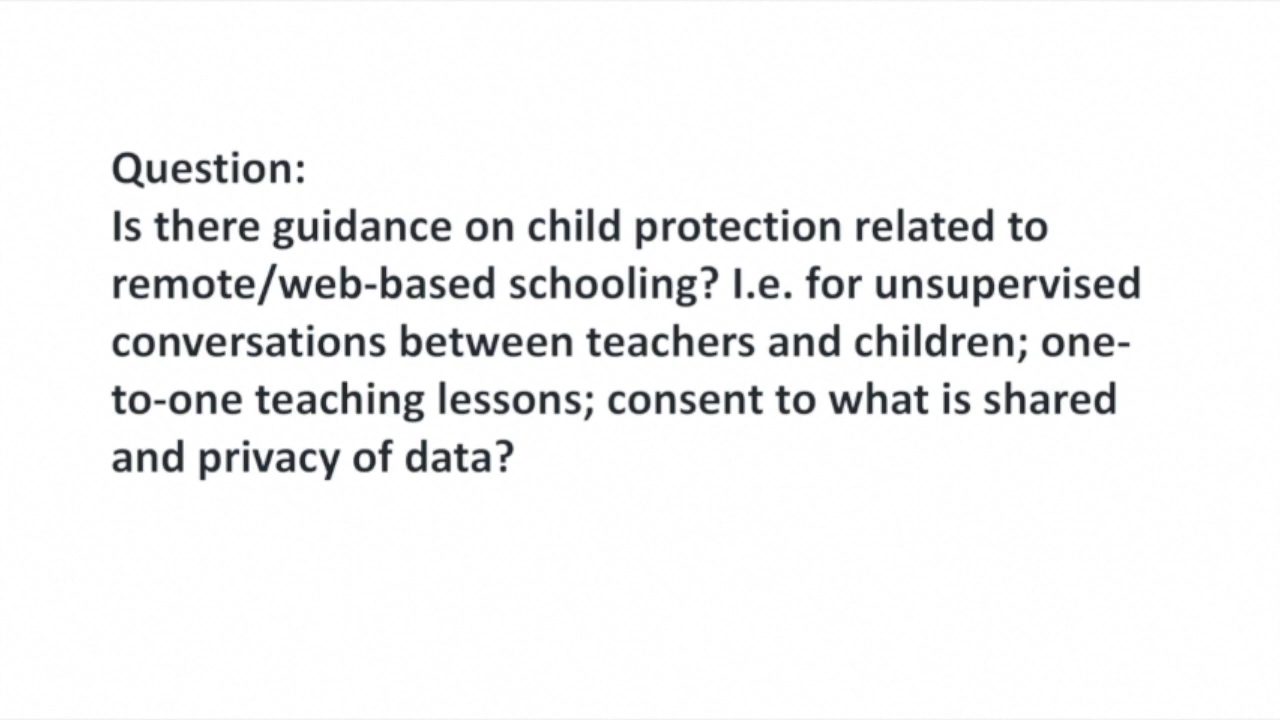 Question:
Is there guidance on child protection related to
remote/web-based schooling? I.e. for unsupervised
conversations between teachers and children; one-
to-one teaching lessons; consent to what is shared
and privacy of data?